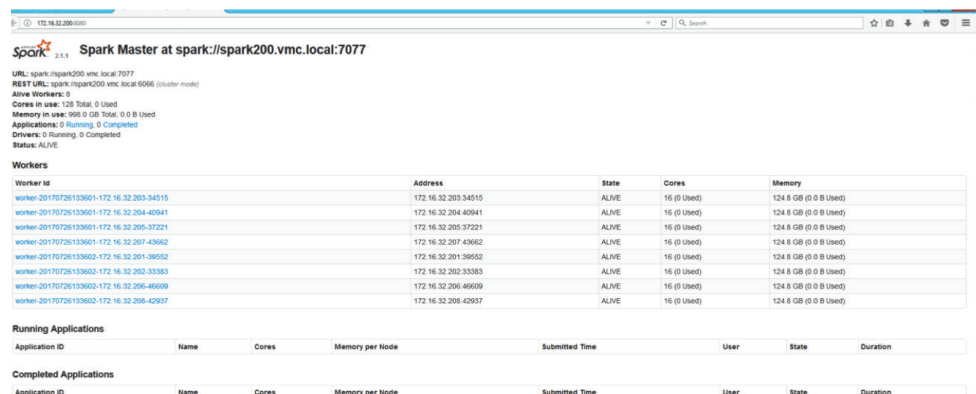 172.16.32.200:8080
Search
APACHE
Spark 2.1.1 Spark Master at spark://spark200.vmc.local:7077
URL: spark://spark200.vmc.local:7077
REST URL: spark://spark200.vmc.local:6066 (cluster mode)
Alive Workers: 8
Cores in use: 128 Total, 0 Used
Memory in use: 998.0 GB Total, 0.0 B Used
Applications: 0 Running, 0 Completed
Drivers: 0 Running, 0 Completed
Status: ALIVE
Workers
Worker Id Address State Cores Memory
worker-20170726133601-172.16.32.203-34515 172.16.32.203:34515 ALIVE 16 (0 Used) 124.8 GB (0.0 B Used)
worker-20170726133601-172.16.32.204-40941 172.16.32.204:40941 ALIVE 16 (0 Used) 124.8 GB (0.0 B Used)
worker-20170726133601-172.16.32.205-37221 172.16.32.205:37221 ALIVE 16 (0 Used) 124.8 GB (0.0 B Used)
worker-20170726133601-172.16.32.207-43662 172.16.32.207:43662 ALIVE 16 (0 Used) 124.8 GB (0.0 B Used)
worker-20170726133602-172.16.32.201-39552 172.16.32.201:39552 ALIVE 16 (0 Used) 124.8 GB (0.0 B Used)
worker-20170726133602-172.16.32.202-33383 172.16.32.202:33383 ALIVE 16 (0 Used) 124.8 GB (0.0 B Used)
worker-20170726133602-172.16.32.206-46609 172.16.32.206:46609 ALIVE 16 (0 Used) 124.8 GB (0.0 B Used)
worker-20170726133602-172.16.32.208-42937 172.16.32.208:42937 ALIVE 16 (0 Used) 124.8 GB (0.0 B Used)
Running Applications
Application ID Name Cores Memory per Node Submitted Time User State Duration
Completed Applications
Application ID Name Cores Memory per Node Submitted Time User State Duration